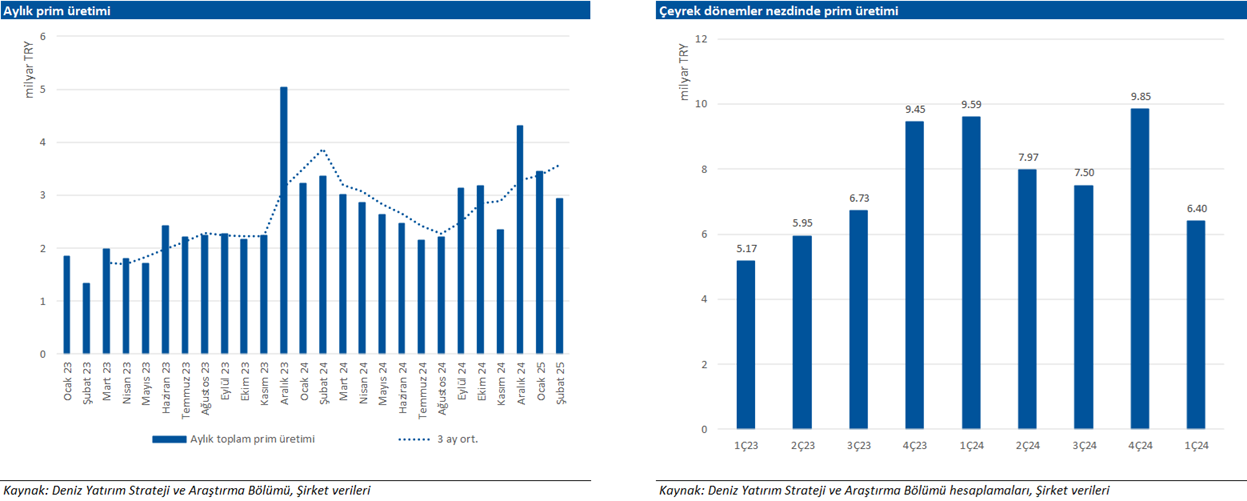 Aylık prim üretimi
milyar TRY
6
5
4
3
2
1
0
Ocak 23
Şubat 23
Mart 23
Nisan 23
Mayıs 23
Haziran 23
Temmuz 23
Ağustos 23
Eylül 23
Ekim 23
Kasım 23
Aralık 23
Ocak 24
Şubat 24
Mart 24
Nisan 24
Mayıs 24
Haziran 24
Temmuz 24
Ağustos 24
Eylül 24
Ekim 24
Kasım 24
Aralık 24
Ocak 25
Şubat 25
Aylık toplam prim üretimi
3 ay ort.
Kaynak: Deniz Yatırım Strateji ve Araştırma Bölümü, Şirket verileri
Çeyrek dönemler nezdinde prim üretimi
milyar TRY
12
10
8
6
4
2
0
5.17
5.95
6.73
9.45
9.59
7.97
7.50
9.85
6.40
1Ç23
2Ç23
3Ç23
4Ç23
1Ç24
2Ç24
3Ç24
4Ç24
1Ç24
Kaynak: Deniz Yatırım Strateji ve Araştırma Bölümü hesaplamaları, Şirket verileri